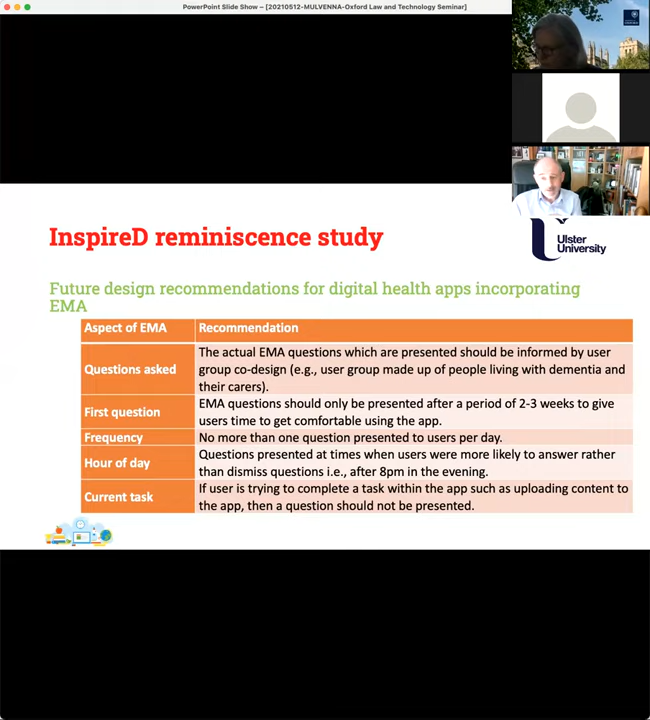 PowerPoint Slide Show – [20210512-MULVENNA-Oxford Law and Technology Seminar]
InspireD reminiscence study
Ulster
University
Future design recommendations for digital health apps incorporating
EMA
Aspect of EMA Recommendation
Questions asked
The actual EMA questions which are presented should be informed by user
group co-design (e.g., user group made up of people living with dementia and
their carers).
First question
EMA questions should only be presented after a period of 2-3 weeks to give
users time to get comfortable using the app.
Frequency No more than one question presented to users per day.
Hour of day
Questions presented at times when users were more likely to answer rather
than dismiss questions i.e., after 8pm in the evening.
Current task
If user is trying to complete a task within the app such as uploading content to
the app, then a question should not be presented.